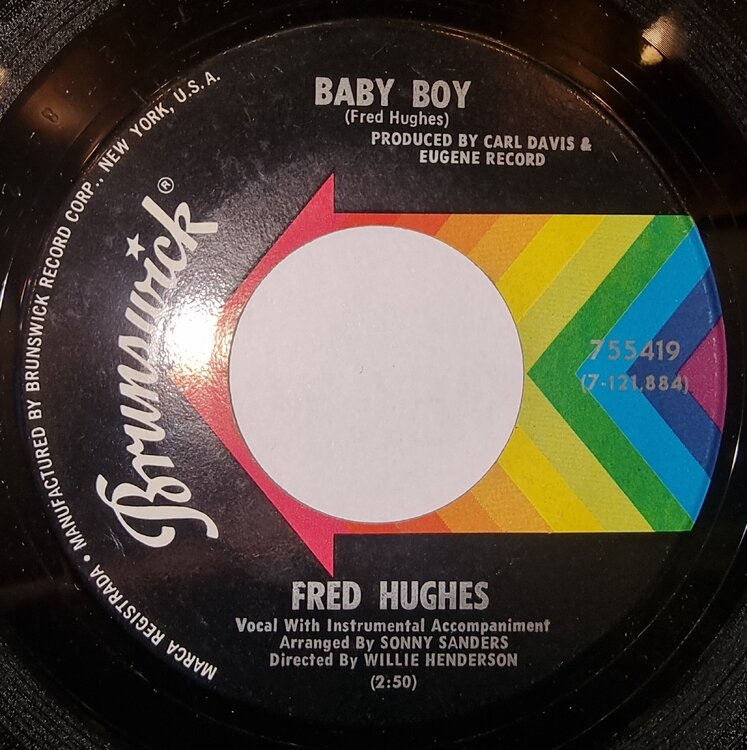 BABY BOY
(Fred Hughes)
PRODUCED BY CARL DAVIS &
EUGENE RECORD
MARCA REGISTRADA • MANUFACTURED BY BRUNSWICK RECORD CORP., NEW YORK, U.S.A.
Brunswick®
755419
(7-121,884)
FRED HUGHES
Vocal With Instrumental Accompaniment
Arranged By SONNY SANDERS
Directed By WILLIE HENDERSON
(2:50)